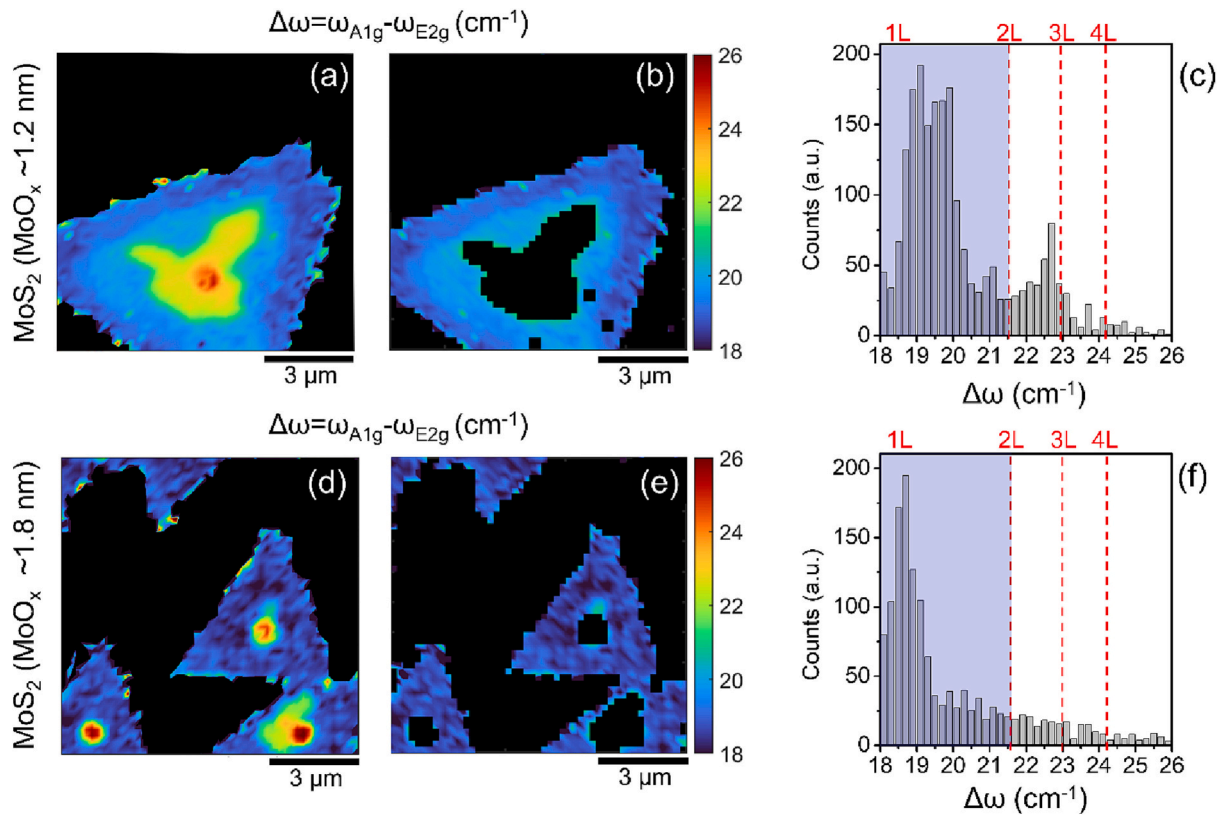 Δω=ωA1g-ωE2g (cm-1)
MoS2 (MoOx ~1.2 nm)
(a)
(b)
26
24
22
20
18
3 µm
3 µm
1L 2L 3L 4L
(c)
Counts (a.u.)
200
150
100
50
0
18 19 20 21 22 23 24 25 26
Δω (cm-1)
Δω=ωA1g-ωE2g (cm-1)
MoS2 (MoOx ~1.8 nm)
(d)
(e)
26
24
22
20
18
3 µm
3 µm
1L 2L 3L 4L
(f)
Counts (a.u.)
200
150
100
50
0
18 19 20 21 22 23 24 25 26
Δω (cm-1)